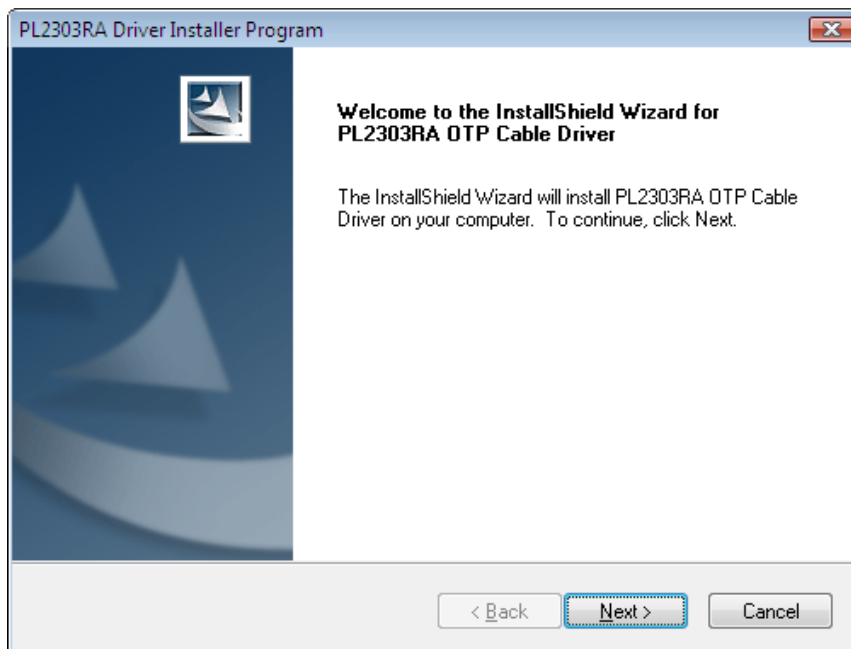 PL2303RA Driver Installer Program
Welcome to the InstallShield Wizard for
PL2303RA OTP Cable Driver
The InstallShield Wizard will install PL2303RA OTP Cable
Driver on your computer. To continue, click Next.
< Back
Next >
Cancel